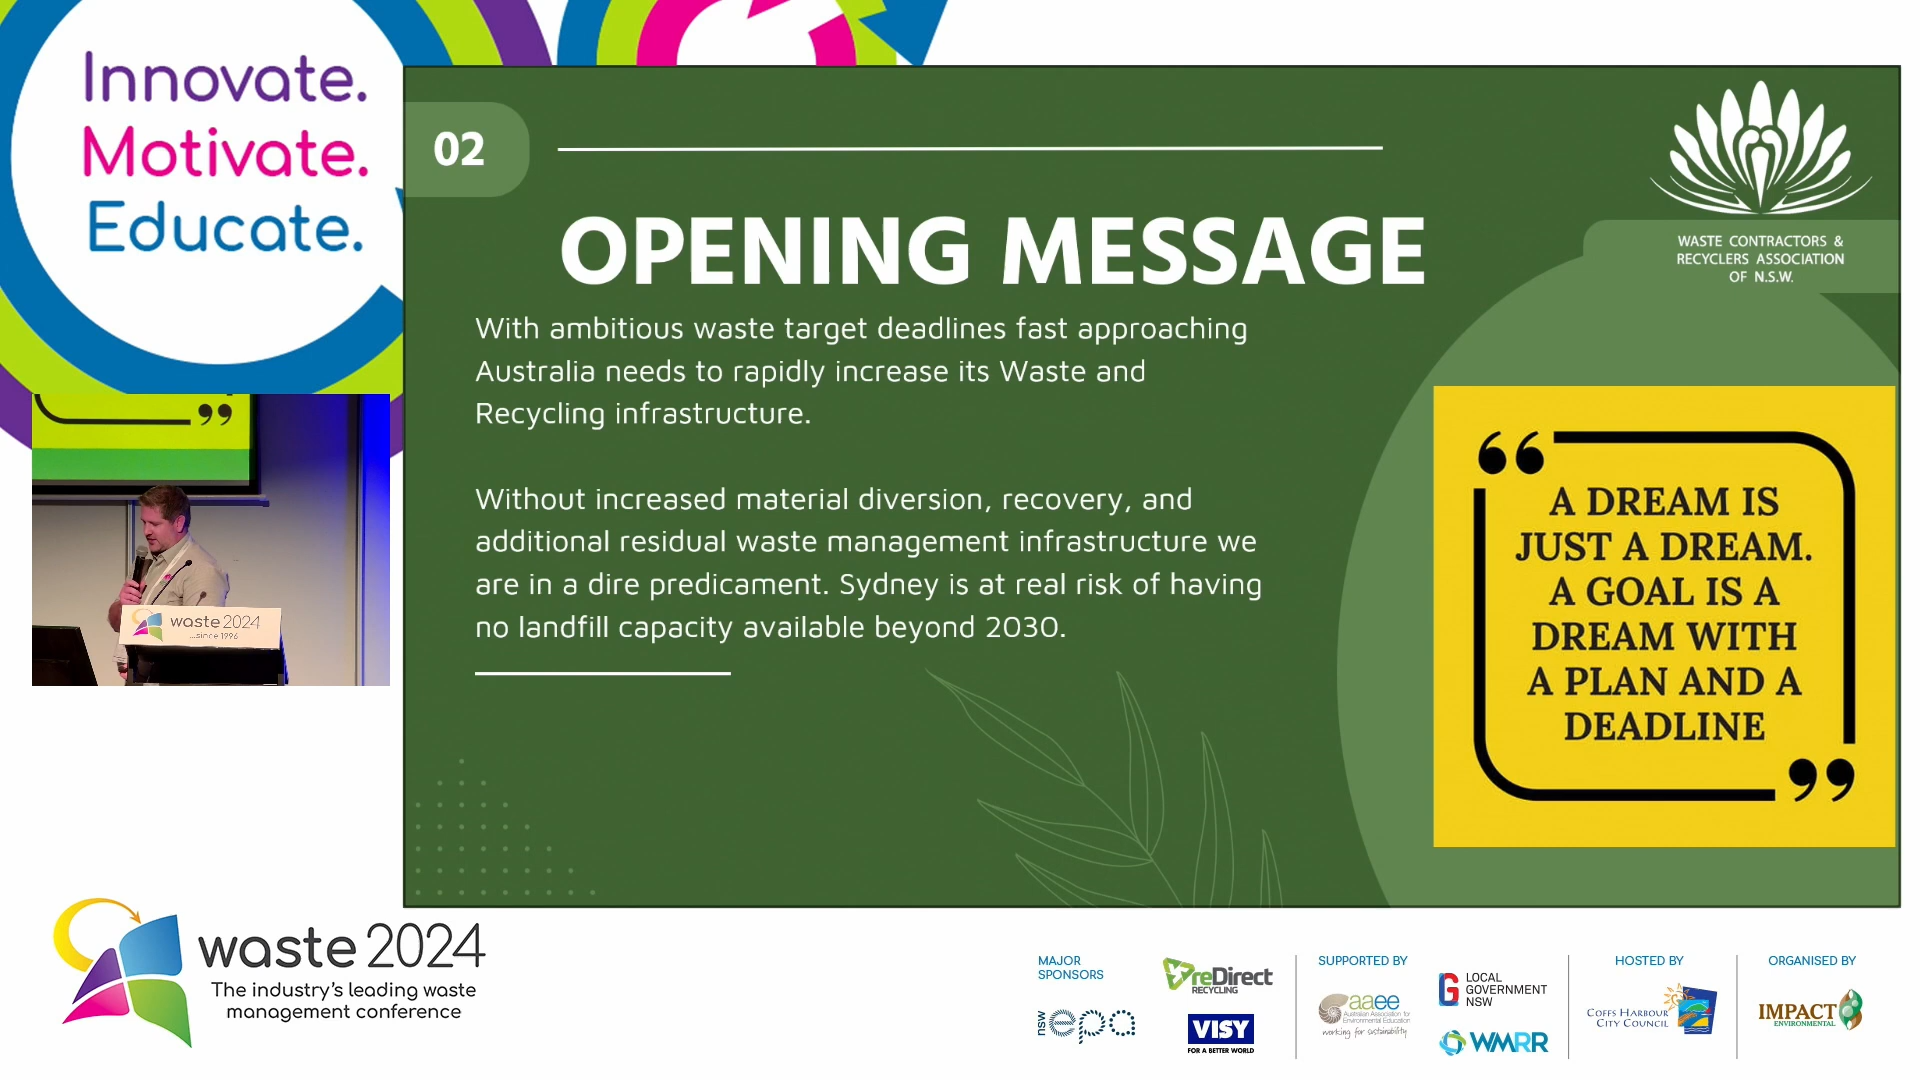 Innovate.
Motivate.
Educate.
02
OPENING MESSAGE
WASTE CONTRACTORS &
RECYCLERS ASSOCIATION
OF N.S.W.
With ambitious waste target deadlines fast approaching
Australia needs to rapidly increase its Waste and
Recycling infrastructure.
Without increased material diversion, recovery, and
additional residual waste management infrastructure we
are in a dire predicament. Sydney is at real risk of having
no landfill capacity available beyond 2030.
“
A DREAM IS
JUST A DREAM.
A GOAL IS A
DREAM WITH
A PLAN AND A
DEADLINE
”
”
waste 2024
...since 1996
waste 2024
The industry's leading waste
management conference
MAJOR
SPONSORS
nsw epa
reDirect
RECYCLING
VISY
FOR A BETTER WORLD
SUPPORTED BY
aaee
Australian Association for
Environmental Education
working for sustainability
LOCAL
GOVERNMENT
NSW
WMRR
HOSTED BY
COFFS HARBOUR
CITY COUNCIL
ORGANISED BY
IMPACT
ENVIRONMENTAL